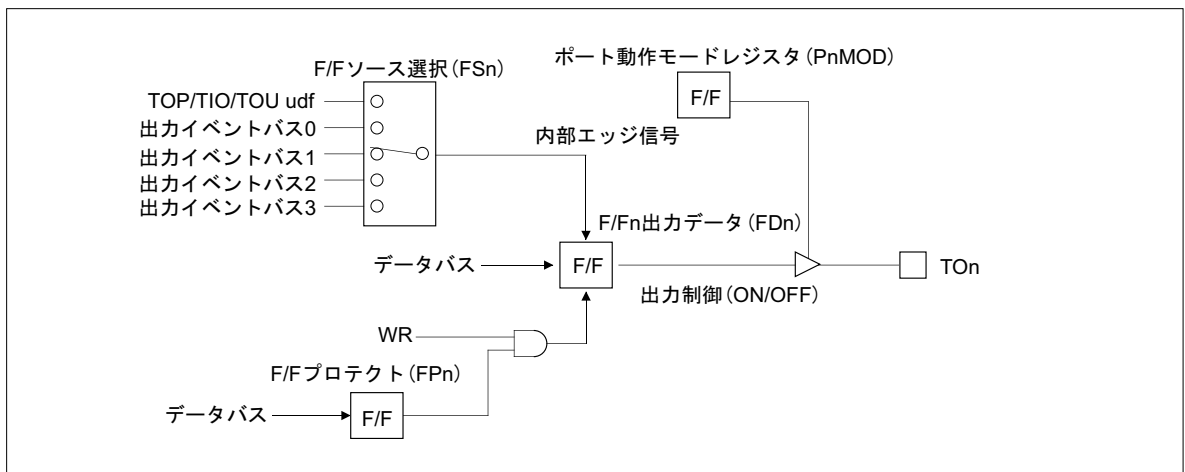 ポート動作モードレジスタ(PnMOD)
F/Fソース選択(FSn)
F/F
TOP/TIO/TOU udf
出力イベントバス0
出力イベントバス1
出力イベントバス2
出力イベントバス3
内部エッジ信号
F/Fn出力データ(FDn)
データバス
F/F
TOn
出力制御(ON/OFF)
WR
F/Fプロテクト(FPn)
データバス
F/F